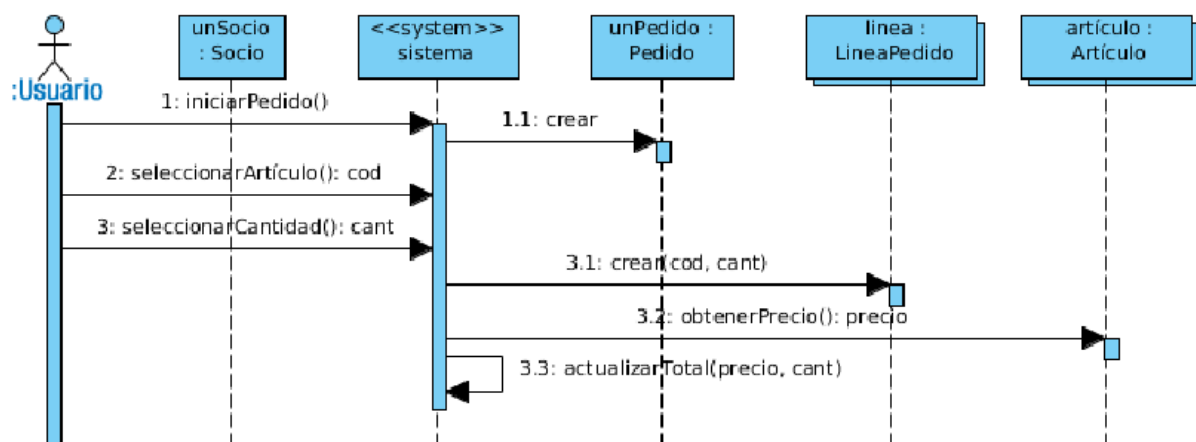 unSocio
: Socio
<<system>>
sistema
unPedido :
Pedido
linea :
LineaPedido
artículo :
Artículo
:Usuario
1: iniciarPedido()
1.1: crear
2: seleccionarArtículo(): cod
3: seleccionarCantidad(): cant
3.1: crear(cod, cant)
3.2: obtenerPrecio(): precio
3.3: actualizarTotal(precio, cant)